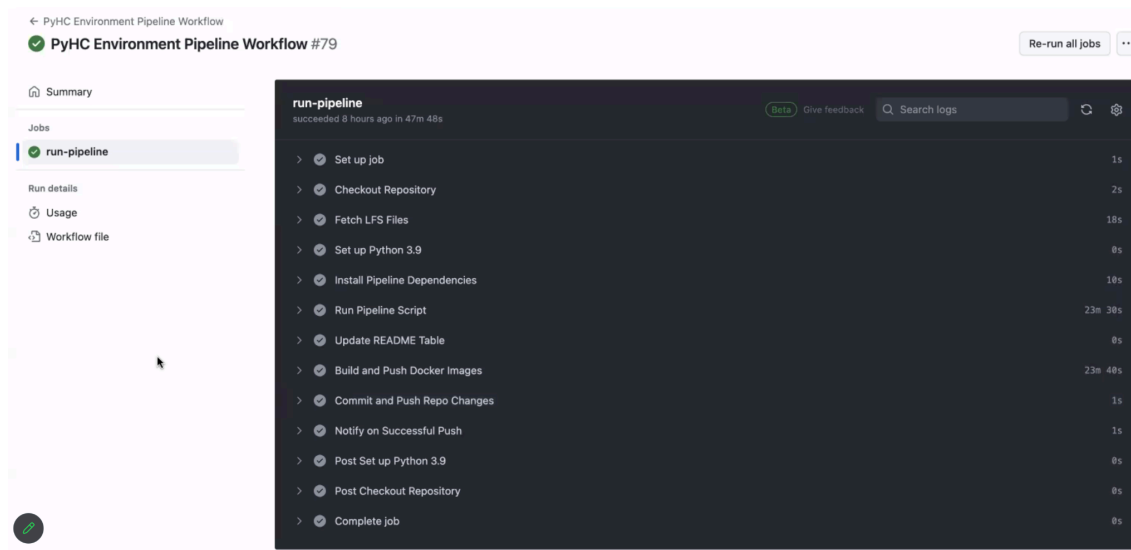 ← PyHC Environment Pipeline Workflow
PyHC Environment Pipeline Workflow #79
Re-run all jobs
Summary
Jobs
run-pipeline
Run details
Usage
Workflow file
run-pipeline
succeeded 8 hours ago in 47m 48s
Beta Give feedback
Search logs
Set up job 1s
Checkout Repository 2s
Fetch LFS Files 18s
Set up Python 3.9 0s
Install Pipeline Dependencies 10s
Run Pipeline Script 23m 30s
Update README Table 0s
Build and Push Docker Images 23m 40s
Commit and Push Repo Changes 1s
Notify on Successful Push 1s
Post Set up Python 3.9 0s
Post Checkout Repository 0s
Complete job 0s